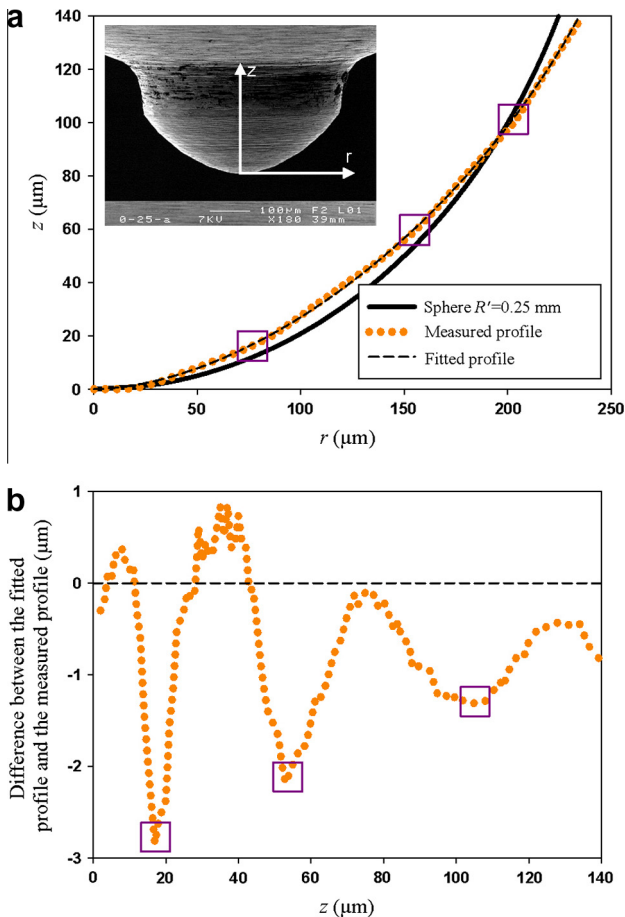 a
140
120
100
80
60
40
20
0
z (μm)
z
r
100μm F2 L01
0-25-a 7KV X180 39mm
Sphere R'=0.25 mm
Measured profile
Fitted profile
0 50 100 150 200 250
r (μm)
b
1
0
-1
-2
-3
Difference between the fitted
profile and the measured profile (μm)
0 20 40 60 80 100 120 140
z (μm)